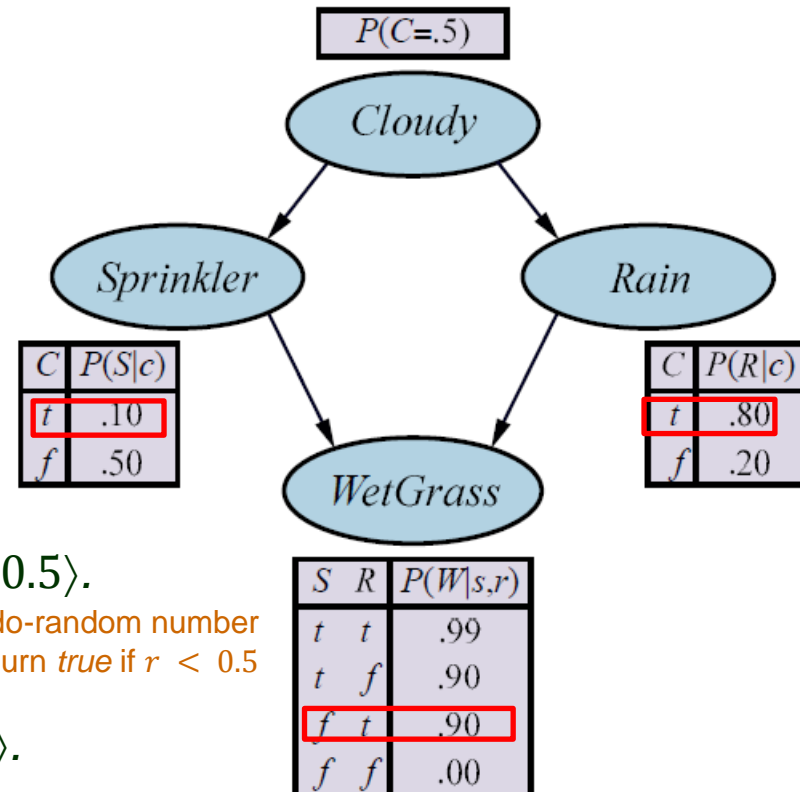 P(C=.5)
Cloudy
Sprinkler
Rain
C P(S|c)
t .10
f .50
C P(R|c)
t .80
f .20
WetGrass
0.5⟩.
do-random number
urn true if r < 0.5
⟩.
S R P(W|s,r)
t t .99
t f .90
f t .90
f f .00